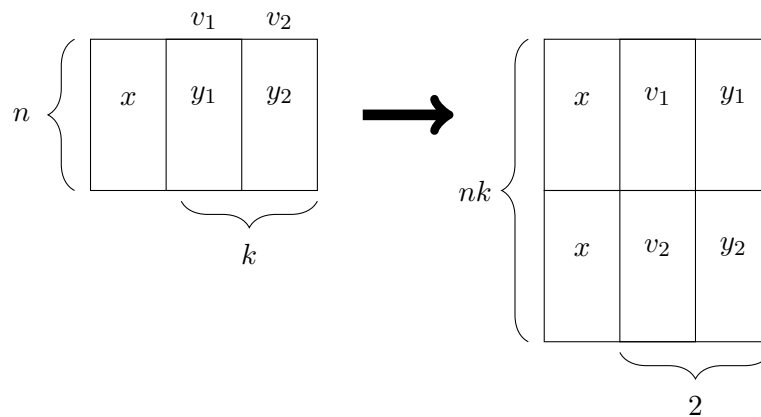 v₁ v₂
n x y₁ y₂
k
x v₁ y₁
nk
x v₂ y₂
2